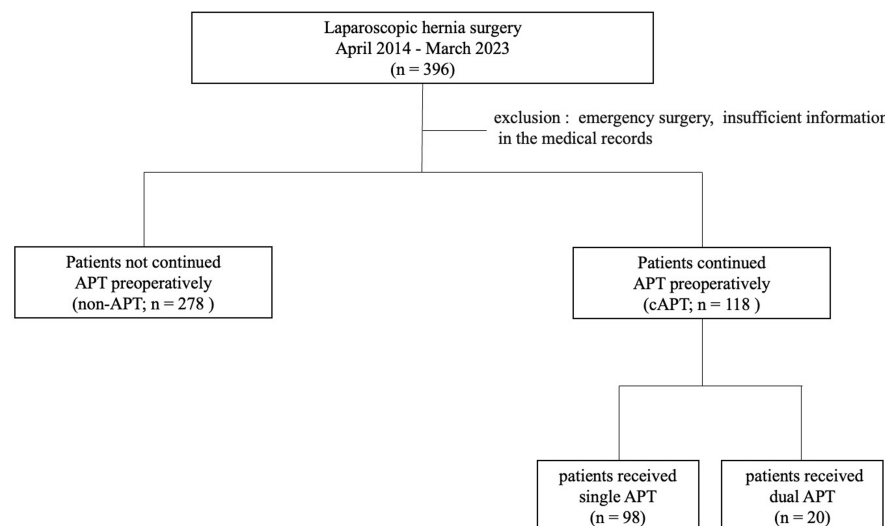 Laparoscopic hernia surgery
April 2014 - March 2023
(n = 396)
exclusion : emergency surgery, insufficient information
in the medical records
Patients not continued
APT preoperatively
(non-APT; n = 278 )
Patients continued
APT preoperatively
(cAPT; n = 118 )
patients received
single APT
(n = 98)
patients received
dual APT
(n = 20)